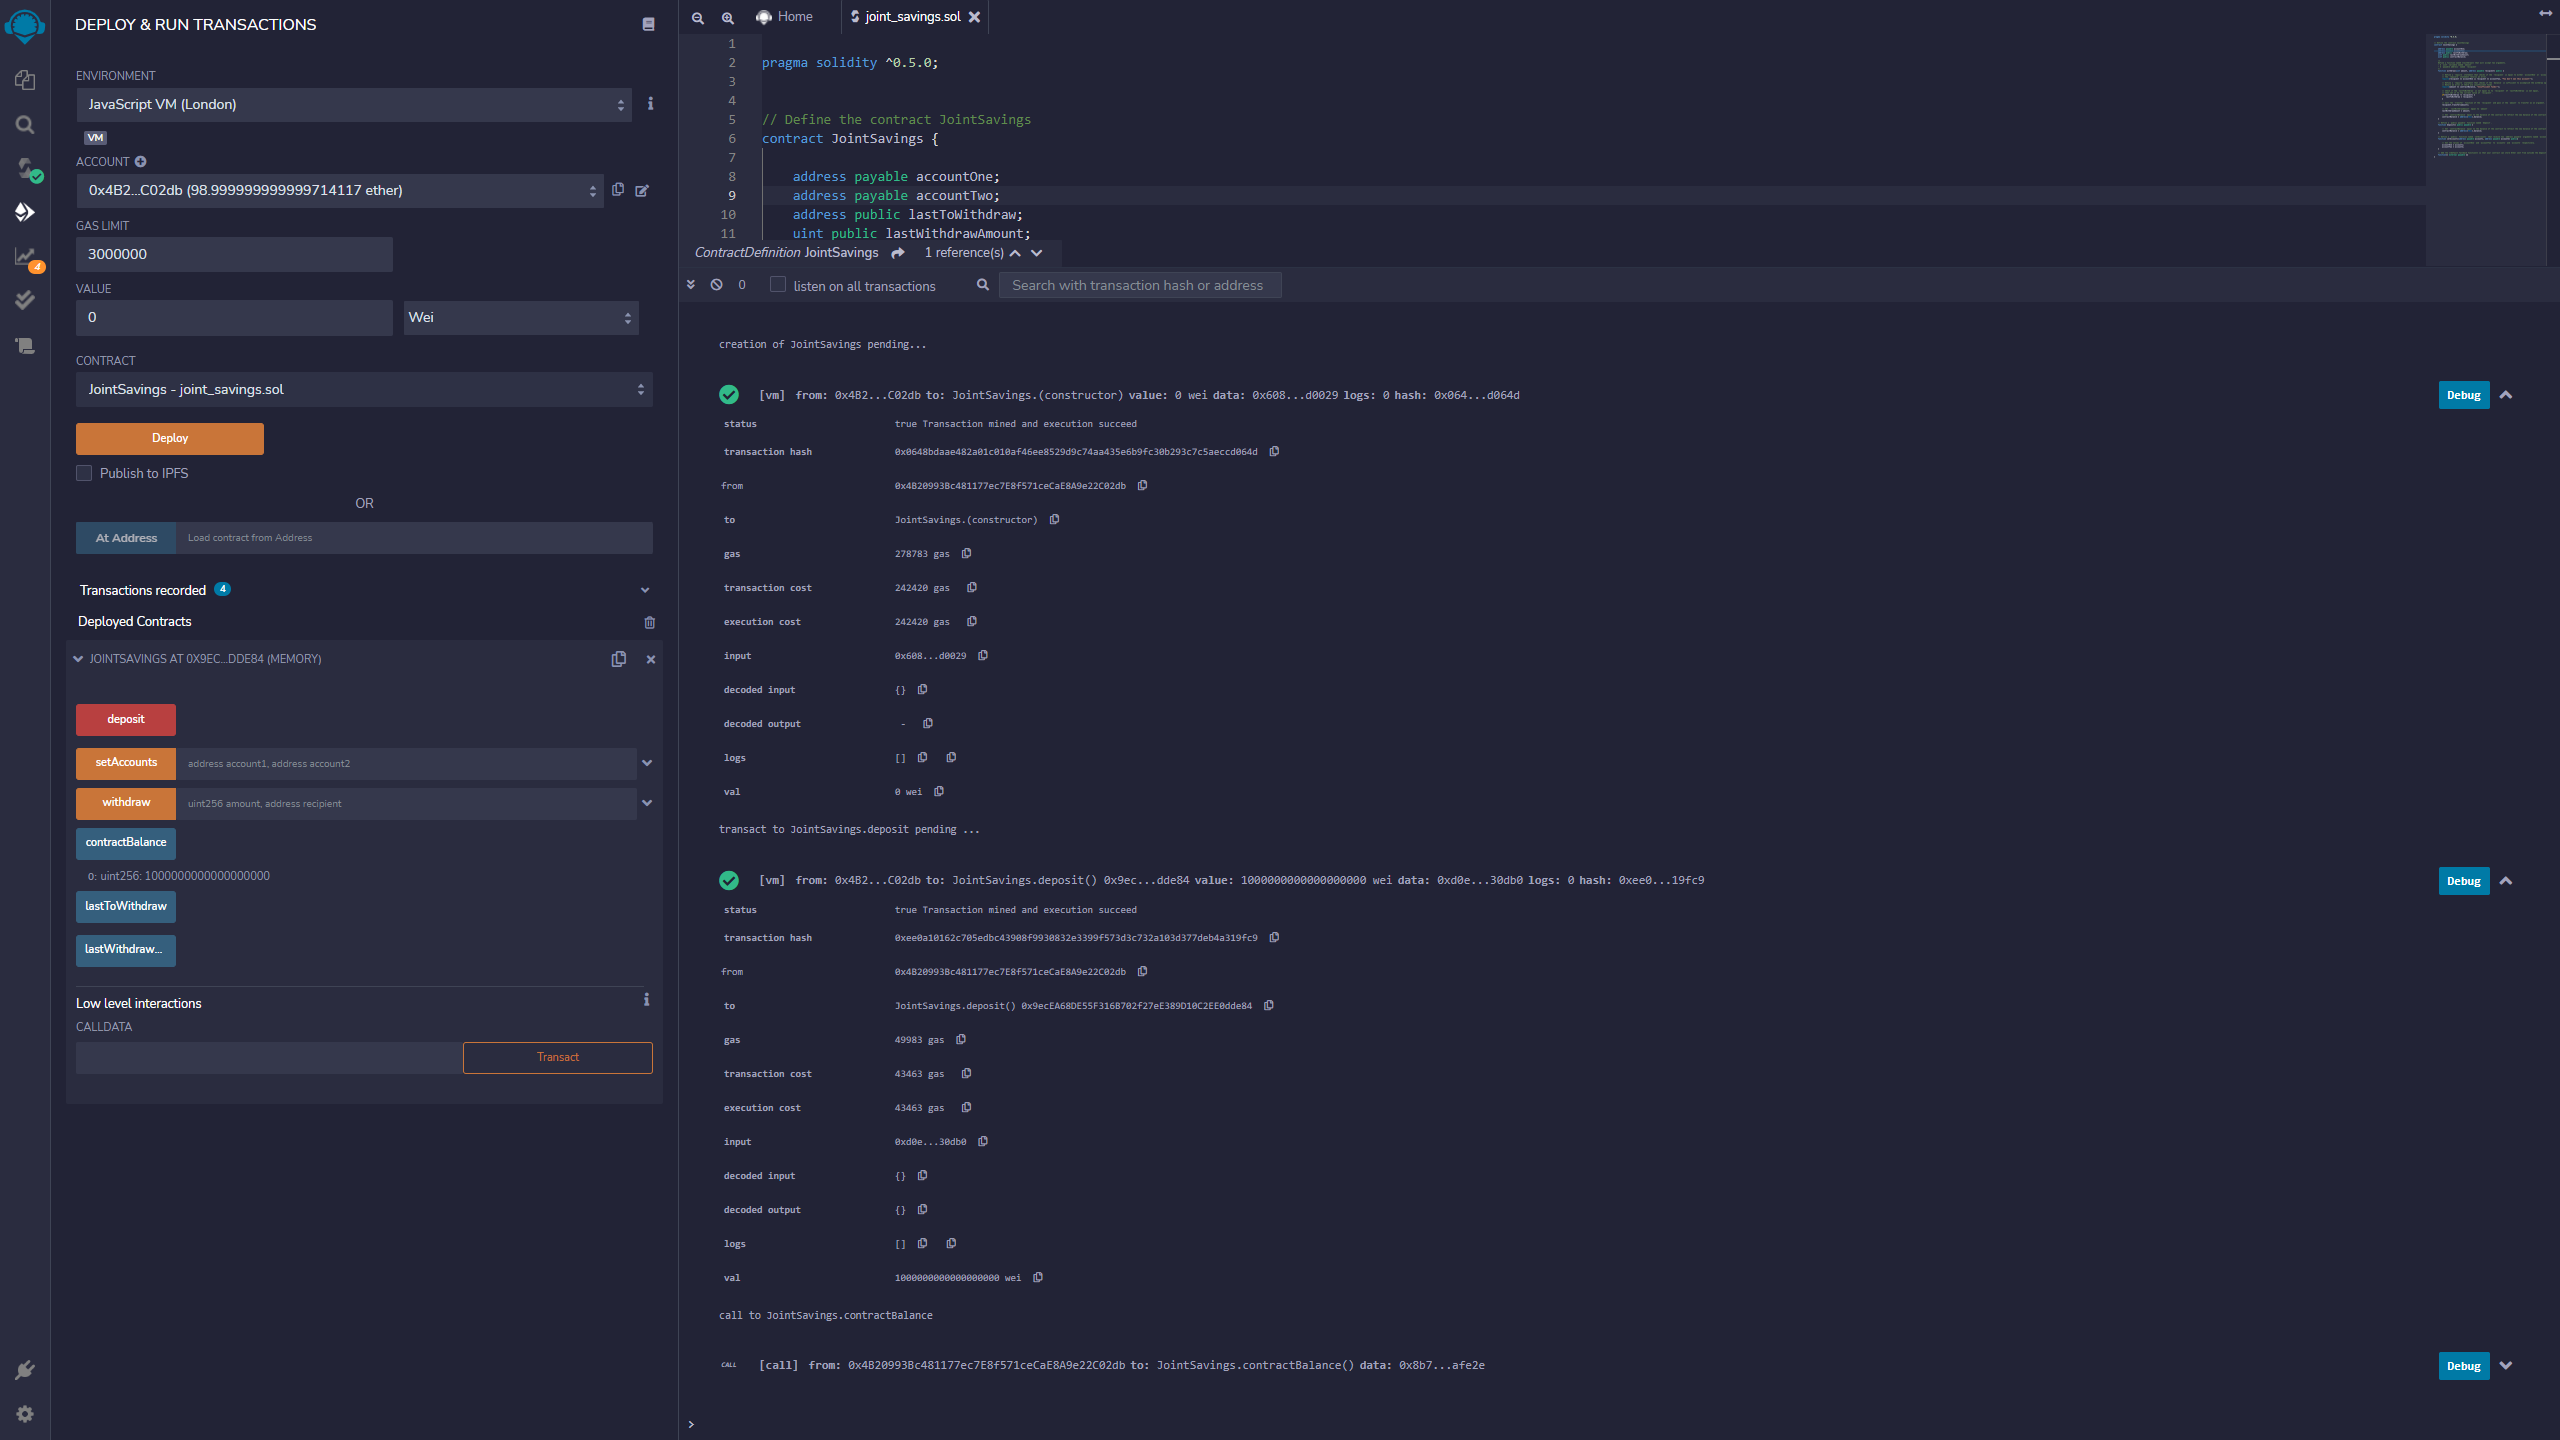 DEPLOY & RUN TRANSACTIONS
ENVIRONMENT
JavaScript VM (London)
VM
ACCOUNT
0x4B2...C02db (98.999999999999714117 ether)
GAS LIMIT
3000000
VALUE
0
Wei
CONTRACT
JointSavings - joint_savings.sol
Deploy
Publish to IPFS
OR
At Address
Load contract from Address
Transactions recorded 4
Deployed Contracts
JOINTSAVINGS AT 0X9EC...DDE84 (MEMORY)
deposit
setAccounts address account1, address account2
withdraw uint256 amount, address recipient
contractBalance
0: uint256: 1000000000000000000
lastToWithdraw
lastWithdraw...
Low level interactions
CALLDATA
Transact
4
Home
joint_savings.sol
1
2 pragma solidity ^0.5.0;
3
4
5 // Define the contract JointSavings
6 contract JointSavings {
7
8 address payable accountOne;
9 address payable accountTwo;
10 address public lastToWithdraw;
11 uint public lastWithdrawAmount;
ContractDefinition JointSavings 1 reference(s)
0 listen on all transactions Search with transaction hash or address
creation of JointSavings pending...
[vm] from: 0x4B2...C02db to: JointSavings.(constructor) value: 0 wei data: 0x608...d0029 logs: 0 hash: 0x064...d064d
Debug
status true Transaction mined and execution succeed
transaction hash 0x0648bdaae482a01c010af46ee8529d9c74aa435e6b9fc30b293c7c5aeccd064d
from 0x4B20993Bc481177ec7E8f571ceCaE8A9e22C02db
to JointSavings.(constructor)
gas 278783 gas
transaction cost 242420 gas
execution cost 242420 gas
input 0x608...d0029
decoded input {}
decoded output -
logs []
val 0 wei
transact to JointSavings.deposit pending ...
[vm] from: 0x4B2...C02db to: JointSavings.deposit() 0x9ec...dde84 value: 1000000000000000000 wei data: 0xd0e...30db0 logs: 0 hash: 0xee0...19fc9
Debug
status true Transaction mined and execution succeed
transaction hash 0xee0a10162c705edbc43908f9930832e3399f573d3c732a103d377deb4a319fc9
from 0x4B20993Bc481177ec7E8f571ceCaE8A9e22C02db
to JointSavings.deposit() 0x9ecEA68DE55F316B702f27eE389D10C2EE0dde84
gas 49983 gas
transaction cost 43463 gas
execution cost 43463 gas
input 0xd0e...30db0
decoded input {}
decoded output {}
logs []
val 1000000000000000000 wei
call to JointSavings.contractBalance
CALL [call] from: 0x4B20993Bc481177ec7E8f571ceCaE8A9e22C02db to: JointSavings.contractBalance() data: 0x8b7...afe2e
Debug
>